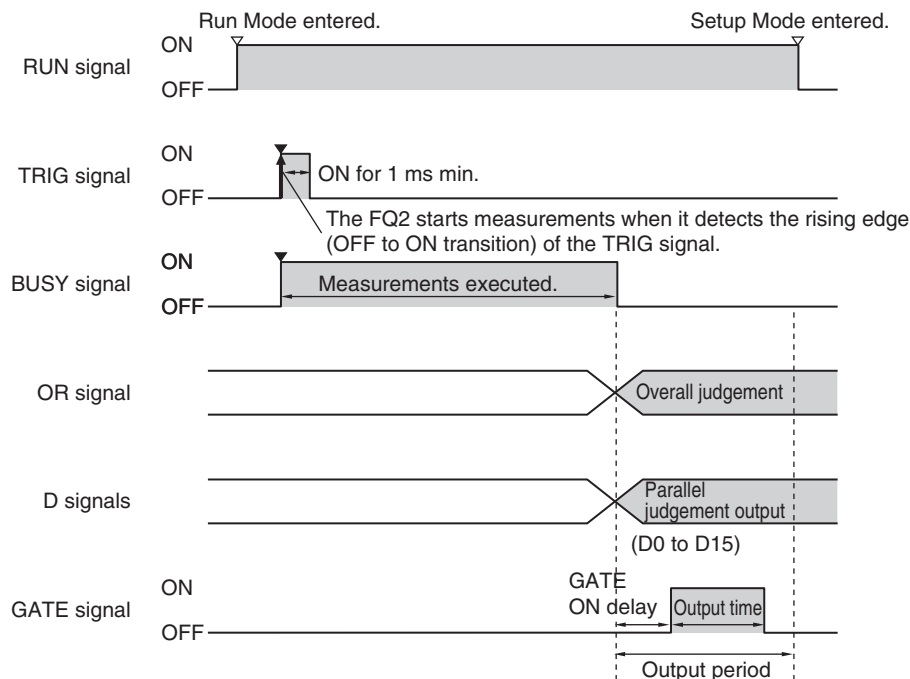 Run Mode entered. Setup Mode entered.
ON
RUN signal
OFF
ON
TRIG signal
ON for 1 ms min.
OFF
The FQ2 starts measurements when it detects the rising edge
(OFF to ON transition) of the TRIG signal.
ON
BUSY signal
Measurements executed.
OFF
OR signal
Overall judgement
D signals
Parallel
judgement output
(D0 to D15)
ON
GATE signal
GATE
ON delay
Output time
OFF
Output period